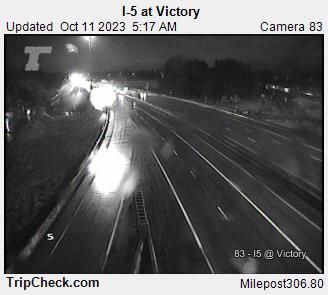 I-5 at Victory
Updated Oct 11 2023 5:17 AM Camera 83
T
S
83 - I5 @ Victory
TripCheck.com Milepost306.80